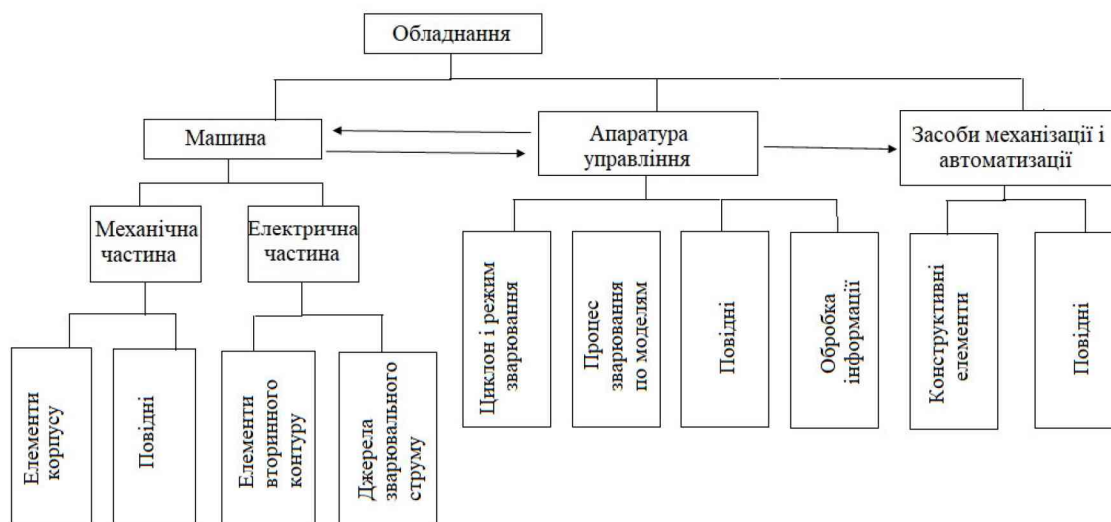 Обладнання
Машина
Апаратура
управління
Засоби механізації і
автоматизації
Механічна
частина
Електрична
частина
Елементи
корпусу
Повідні
Елементи
вторинного
контуру
Джерела
зварювального
струму
Циклон і режим
зварювання
Процес
зварювання
по моделям
Повідні
Обробка
інформації
Конструктивні
елементи
Повідні